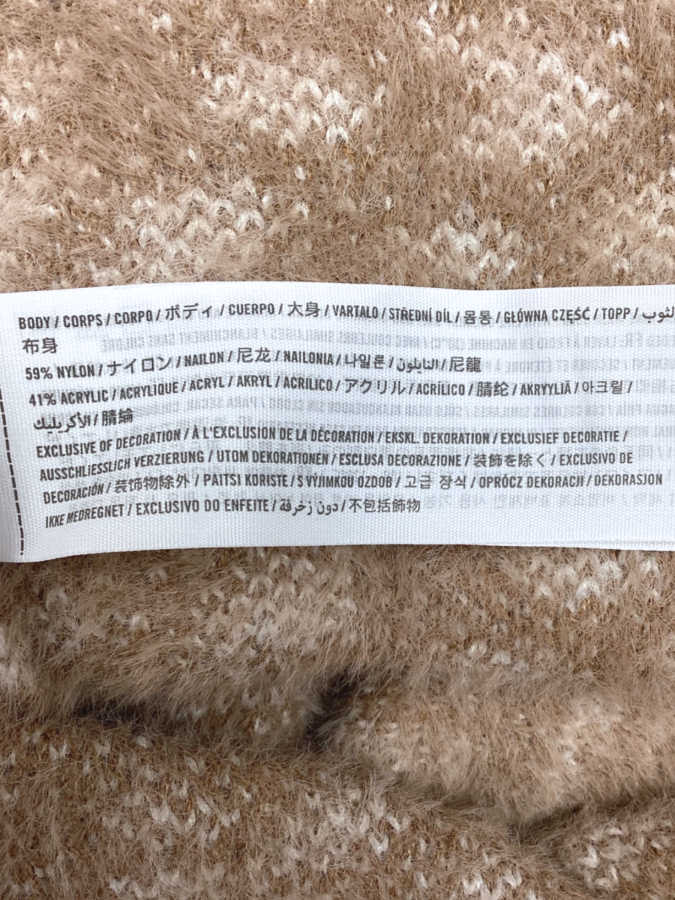 BODY / CORPS / CORPO / ボディ / CUERPO / 大身 / VARTALO / STŘEDNÍ DÍL / 몸통 / GŁÓWNA CZĘŚĆ / TOPP / الثوب
布身
59% NYLON / ナイロン / NAILON / 尼龙 / NAILONIA / 나일론 / النايلون / 尼龍
41% ACRYLIC / ACRYLIQUE / ACRYL / AKRYL / ACRILICO / アクリル / ACRÍLICO / 腈纶 / AKRYYLIÄ / 아크릴 /
الأكريليك / 腈綸
EXCLUSIVE OF DECORATION / À L'EXCLUSION DE LA DÉCORATION / EKSKL. DEKORATION / EXCLUSIEF DECORATIE /
AUSSCHLIESSLICH VERZIERUNG / UTOM DEKORATIONEN / ESCLUSA DECORAZIONE / 装飾を除く / EXCLUSIVO DE
DECORACIÓN / 装饰物除外 / PAITSI KORISTE / S VÝJIMKOU OZDOB / 고급 장식 / OPRÓCZ DEKORACJI / DEKORASJON
IKKE MEDREGNET / EXCLUSIVO DO ENFEITE / دون زخرفة / 不包括飾物